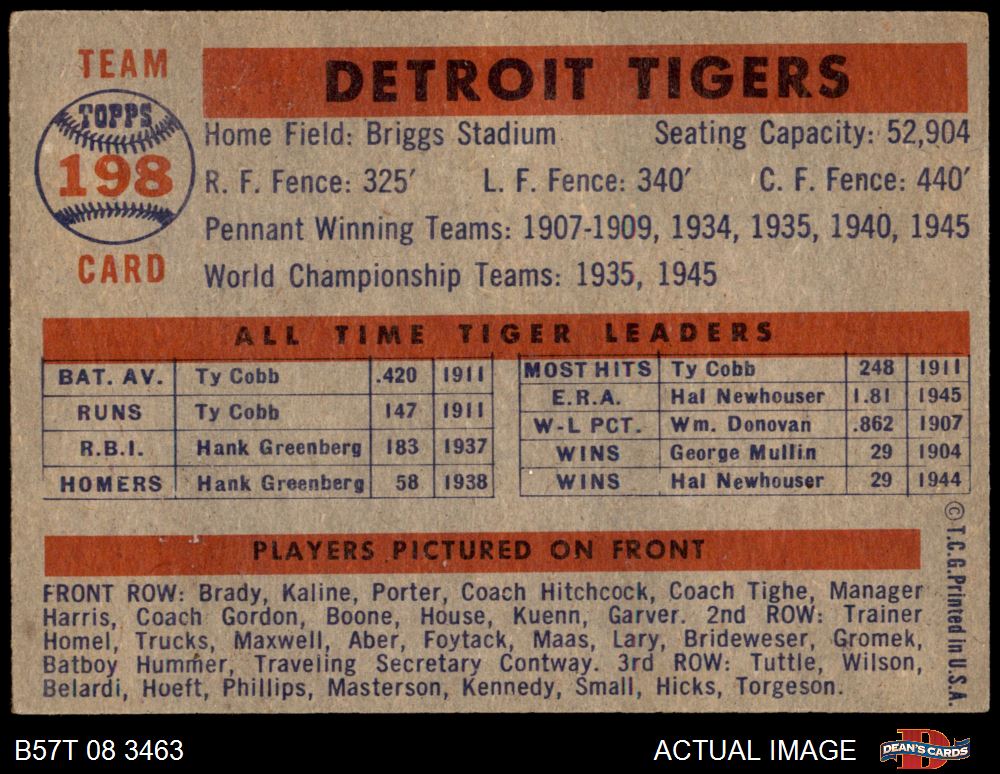 TEAM
TOPPS
198
CARD
DETROIT TIGERS
Home Field: Briggs Stadium Seating Capacity: 52,904
R. F. Fence: 325′ L. F. Fence: 340′ C. F. Fence: 440′
Pennant Winning Teams: 1907-1909, 1934, 1935, 1940, 1945
World Championship Teams: 1935, 1945
ALL TIME TIGER LEADERS
BAT. AV. Ty Cobb .420 1911
RUNS Ty Cobb 147 1911
R.B.I. Hank Greenberg 183 1937
HOMERS Hank Greenberg 58 1938
MOST HITS Ty Cobb 248 1911
E.R.A. Hal Newhouser 1.81 1945
W-L PCT. Wm. Donovan .862 1907
WINS George Mullin 29 1904
WINS Hal Newhouser 29 1944
PLAYERS PICTURED ON FRONT
FRONT ROW: Brady, Kaline, Porter, Coach Hitchcock, Coach Tighe, Manager
Harris, Coach Gordon, Boone, House, Kuenn, Garver. 2nd ROW: Trainer
Homel, Trucks, Maxwell, Aber, Foytack, Maas, Lary, Brideweser, Gromek,
Batboy Hummer, Traveling Secretary Contway. 3rd ROW: Tuttle, Wilson,
Belardi, Hoeft, Phillips, Masterson, Kennedy, Small, Hicks, Torgeson.
© T.C.G. Printed in U.S.A.
B57T 08 3463 ACTUAL IMAGE
DEAN'S CARDS